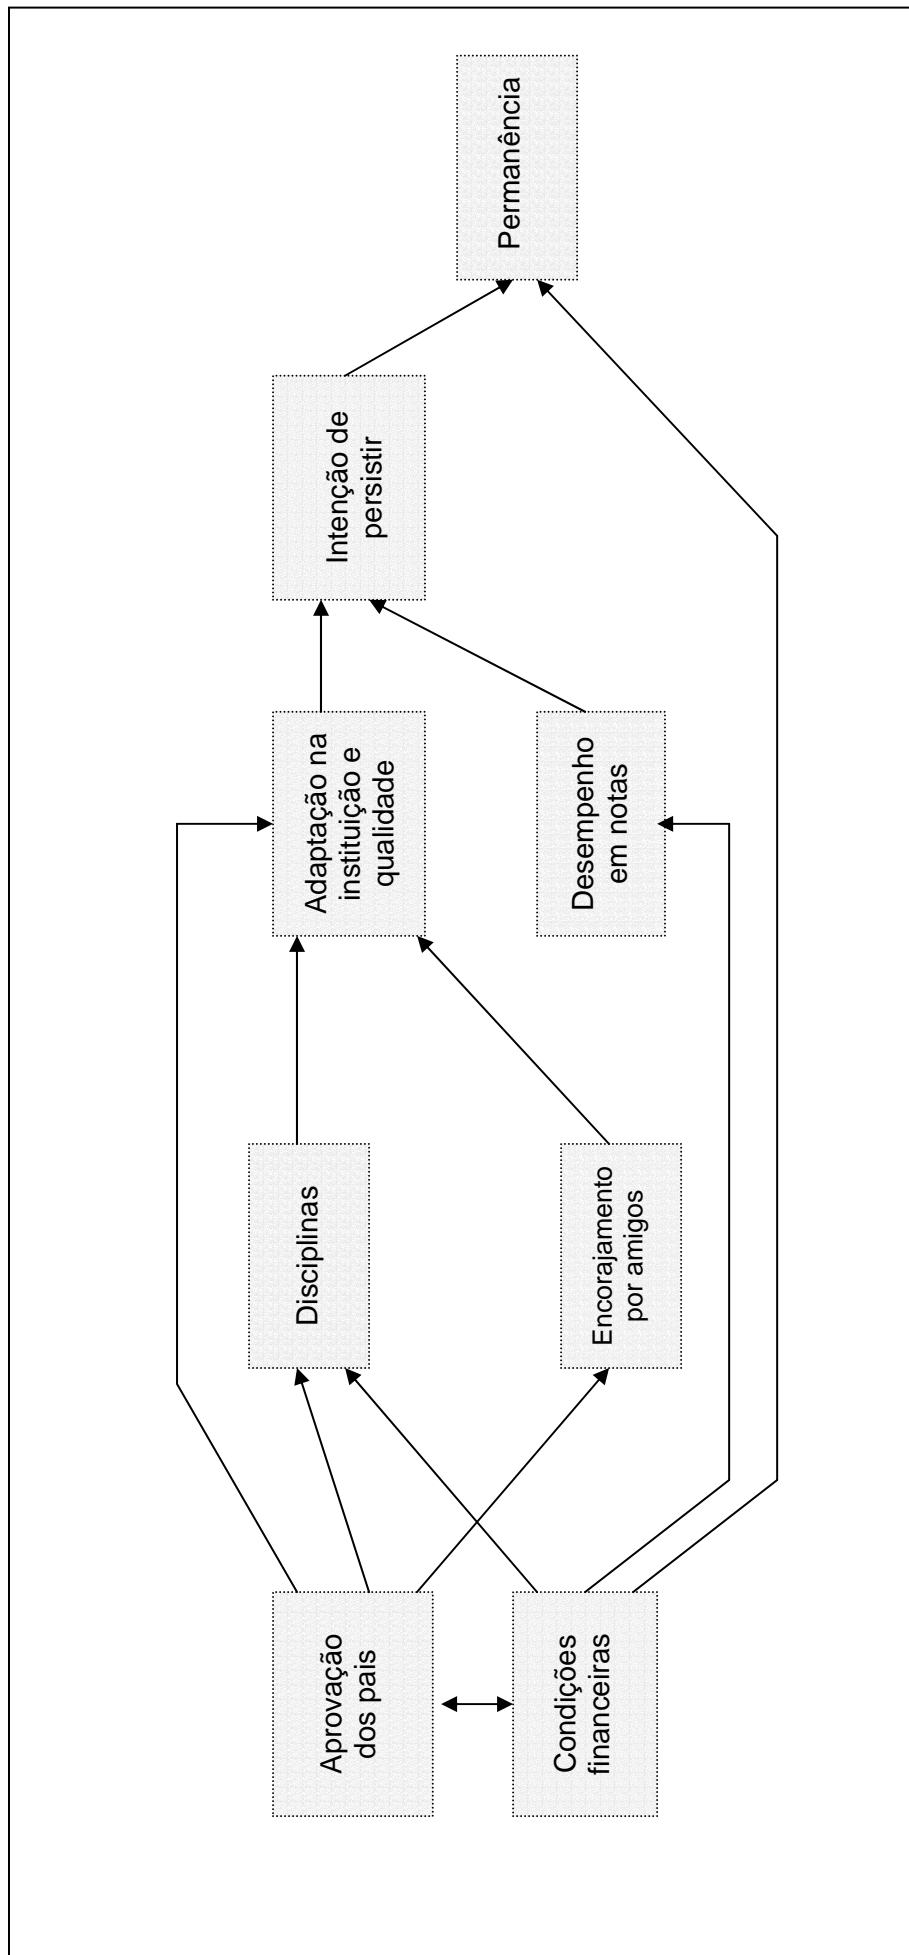 Aprovação
dos pais
Condições
financeiras
Disciplinas
Encorajamento
por amigos
Adaptação na
instituição e
qualidade
Desempenho
em notas
Intenção de
persistir
Permanência